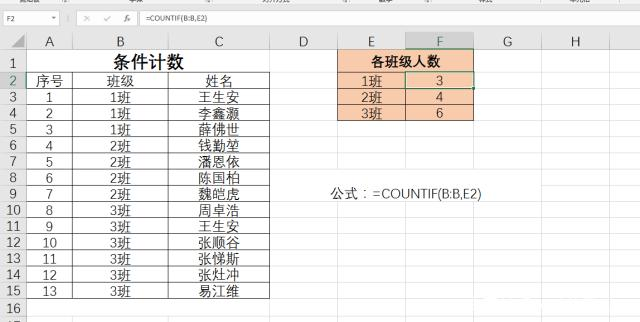 F2 =COUNTIF(B:B,E2)
A B C D E F G H
1 条件计数 各班级人数
2 序号 班级 姓名 1班 3
3 1 1班 王生安 2班 4
4 2 1班 李鑫灏 3班 6
5 3 1班 薛佛世
6 4 2班 钱勤堃
7 5 2班 潘恩依
8 6 2班 陈国柏
9 7 2班 魏皑虎 公式：=COUNTIF(B:B,E2)
10 8 3班 周卓浩
11 9 3班 王生安
12 10 3班 张顺谷
13 11 3班 张悌斯
14 12 3班 张灶冲
15 13 3班 易江维
16